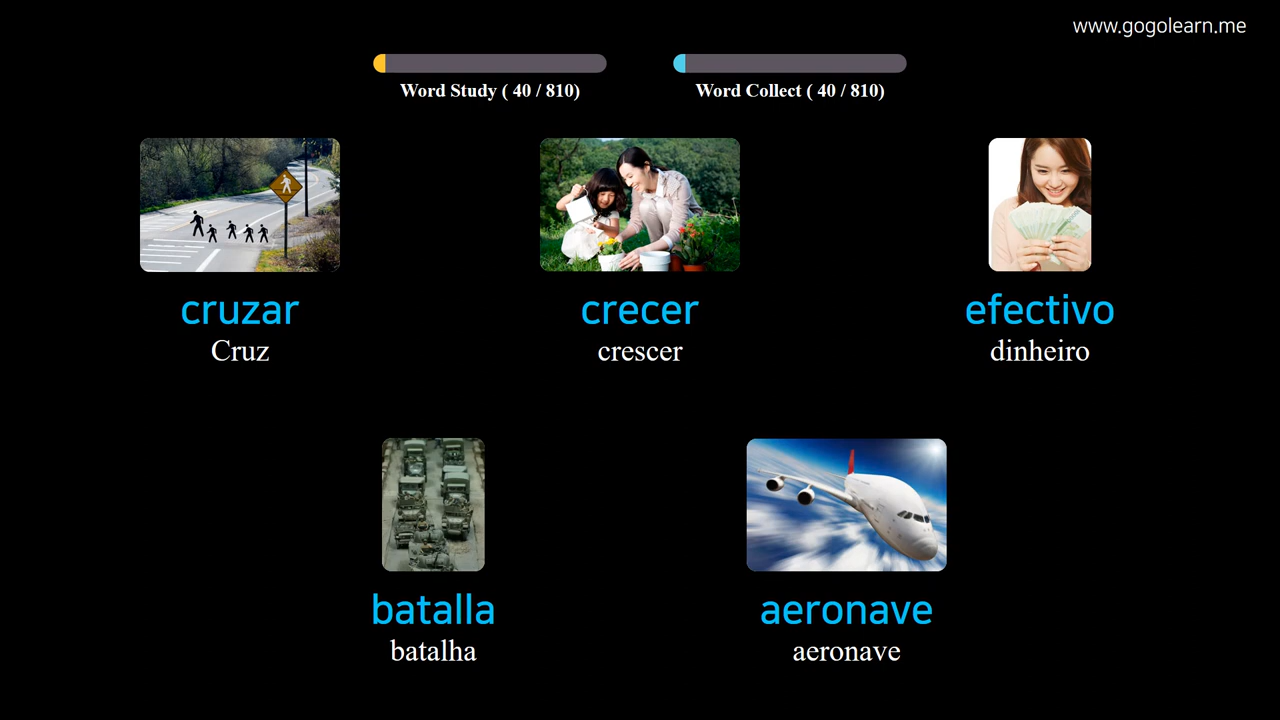 www.gogolearn.me
Word Study ( 40 / 810)
Word Collect ( 40 / 810)
cruzar
Cruz
crecer
crescer
efectivo
dinheiro
batalla
batalha
aeronave
aeronave